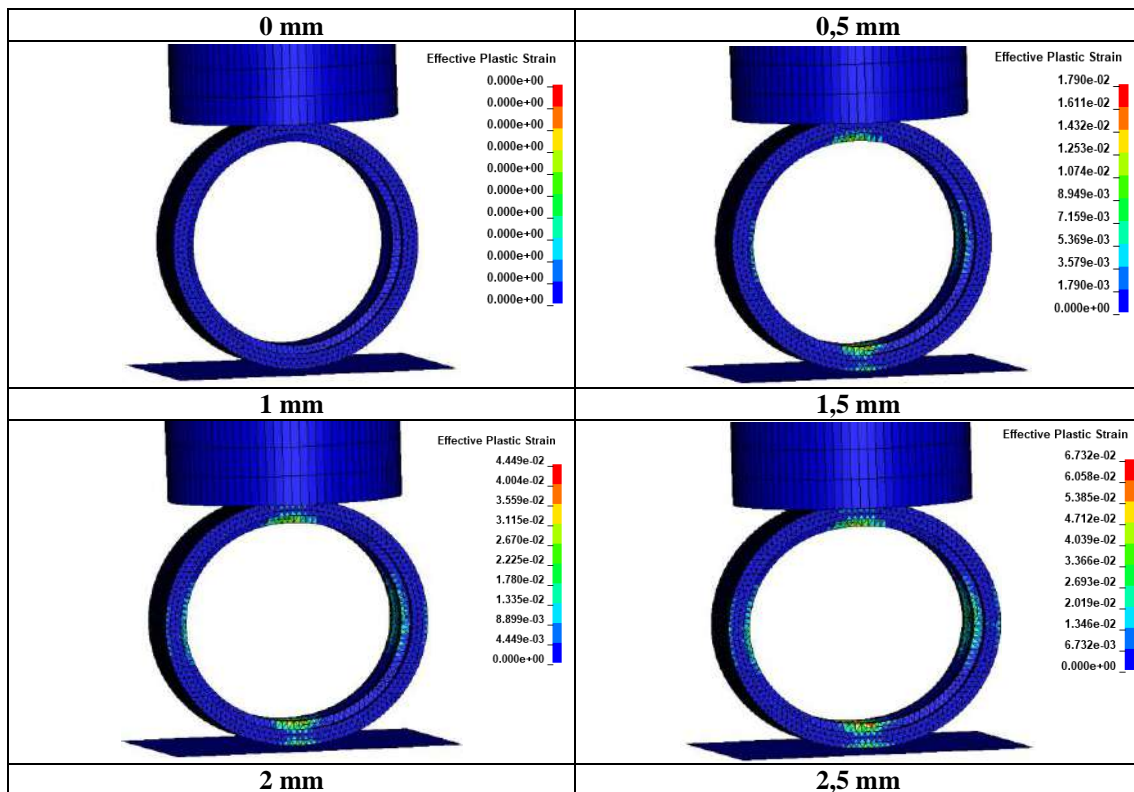 0 mm
0,5 mm
Effective Plastic Strain
0.000e+00
0.000e+00
0.000e+00
0.000e+00
0.000e+00
0.000e+00
0.000e+00
0.000e+00
0.000e+00
0.000e+00
0.000e+00
Effective Plastic Strain
1.790e-02
1.611e-02
1.432e-02
1.253e-02
1.074e-02
8.949e-03
7.159e-03
5.369e-03
3.579e-03
1.790e-03
0.000e+00
1 mm
1,5 mm
Effective Plastic Strain
4.449e-02
4.004e-02
3.559e-02
3.115e-02
2.670e-02
2.225e-02
1.780e-02
1.335e-02
8.899e-03
4.449e-03
0.000e+00
Effective Plastic Strain
6.732e-02
6.058e-02
5.385e-02
4.712e-02
4.039e-02
3.366e-02
2.693e-02
2.019e-02
1.346e-02
6.732e-03
0.000e+00
2 mm
2,5 mm